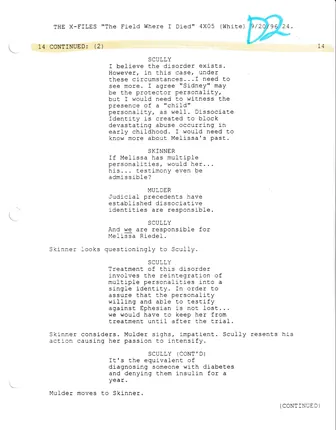 THE X-FILES "The Field Where I Died" 4X05 (White) 9/20/96 24.
D2
14 CONTINUED: (2) 14
SCULLY
I believe the disorder exists.
However, in this case, under
these circumstances...I need to
see more. I agree "Sidney" may
be the protector personality,
but I would need to witness the
presence of a "child"
personality, as well. Dissociate
Identity is created to block
devastating abuse occurring in
early childhood. I would need to
know more about Melissa's past.
SKINNER
If Melissa has multiple
personalities, would her...
his... testimony even be
admissible?
MULDER
Judicial precedents have
established dissociative
identities are responsible.
SCULLY
And we are responsible for
Melissa Riedel.
Skinner looks questioningly to Scully.
SCULLY
Treatment of this disorder
involves the reintegration of
multiple personalities into a
single identity. In order to
assure that the personality
willing and able to testify
against Ephesian is not lost...
we would have to keep her from
treatment until after the trial.
Skinner considers. Mulder sighs, impatient. Scully resents his
action causing her passion to intensify.
SCULLY (CONT'D)
It's the equivalent of
diagnosing someone with diabetes
and denying them insulin for a
year.
Mulder moves to Skinner.
(CONTINUED)